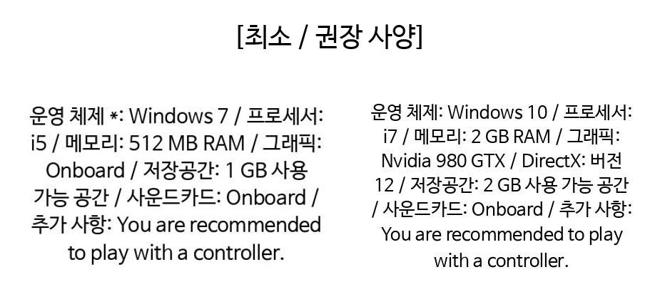 [최소 / 권장 사양]
운영 체제 *: Windows 7 / 프로세서:
i5 / 메모리: 512 MB RAM / 그래픽:
Onboard / 저장공간: 1 GB 사용
가능 공간 / 사운드카드: Onboard /
추가 사항: You are recommended
to play with a controller.
운영 체제: Windows 10 / 프로세서:
i7 / 메모리: 2 GB RAM / 그래픽:
Nvidia 980 GTX / DirectX: 버전
12 / 저장공간: 2 GB 사용 가능 공간
/ 사운드카드: Onboard / 추가 사항:
You are recommended to play
with a controller.